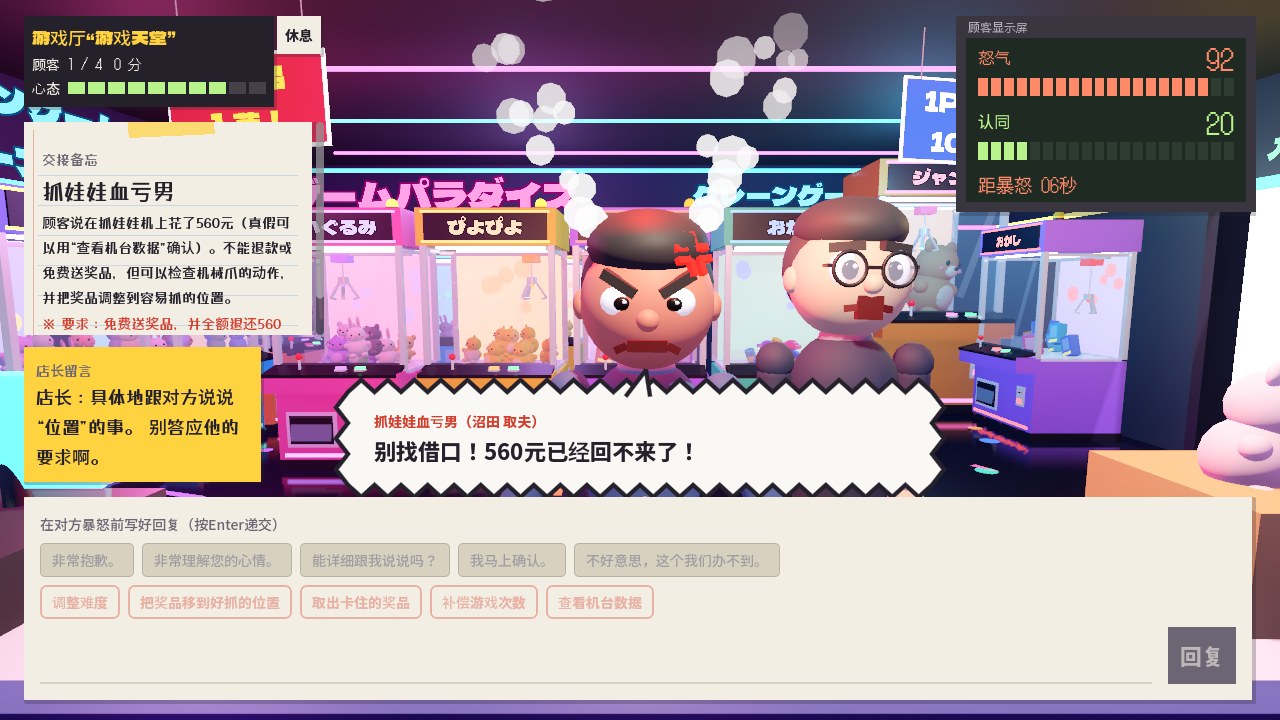 游戏厅“游戏天堂”
休息
顾客 1/4 0分
心态
交接备忘
抓娃娃血亏男
顾客说在抓娃娃机上花了560元（真假可
以用“查看机台数据”确认）。不能退款或
免费送奖品，但可以检查机械爪的动作，
并把奖品调整到容易抓的位置。
※ 要求：免费送奖品，并全额退还560
店长留言
店长：具体地跟对方说说
“位置”的事。 别答应他的
要求啊。
顾客显示屏
怒气 92
认同 20
距暴怒 06秒
ームパラダイス
クレーンゲー
ぐるみ
ぴよぴよ
おか
ジャン
おかし
1P
10
抓娃娃血亏男（沼田 取夫）
别找借口！560元已经回不来了！
在对方暴怒前写好回复（按Enter递交）
非常抱歉。
非常理解您的心情。
能详细跟我说说吗？
我马上确认。
不好意思，这个我们办不到。
调整难度
把奖品移到好抓的位置
取出卡住的奖品
补偿游戏次数
查看机台数据
回复